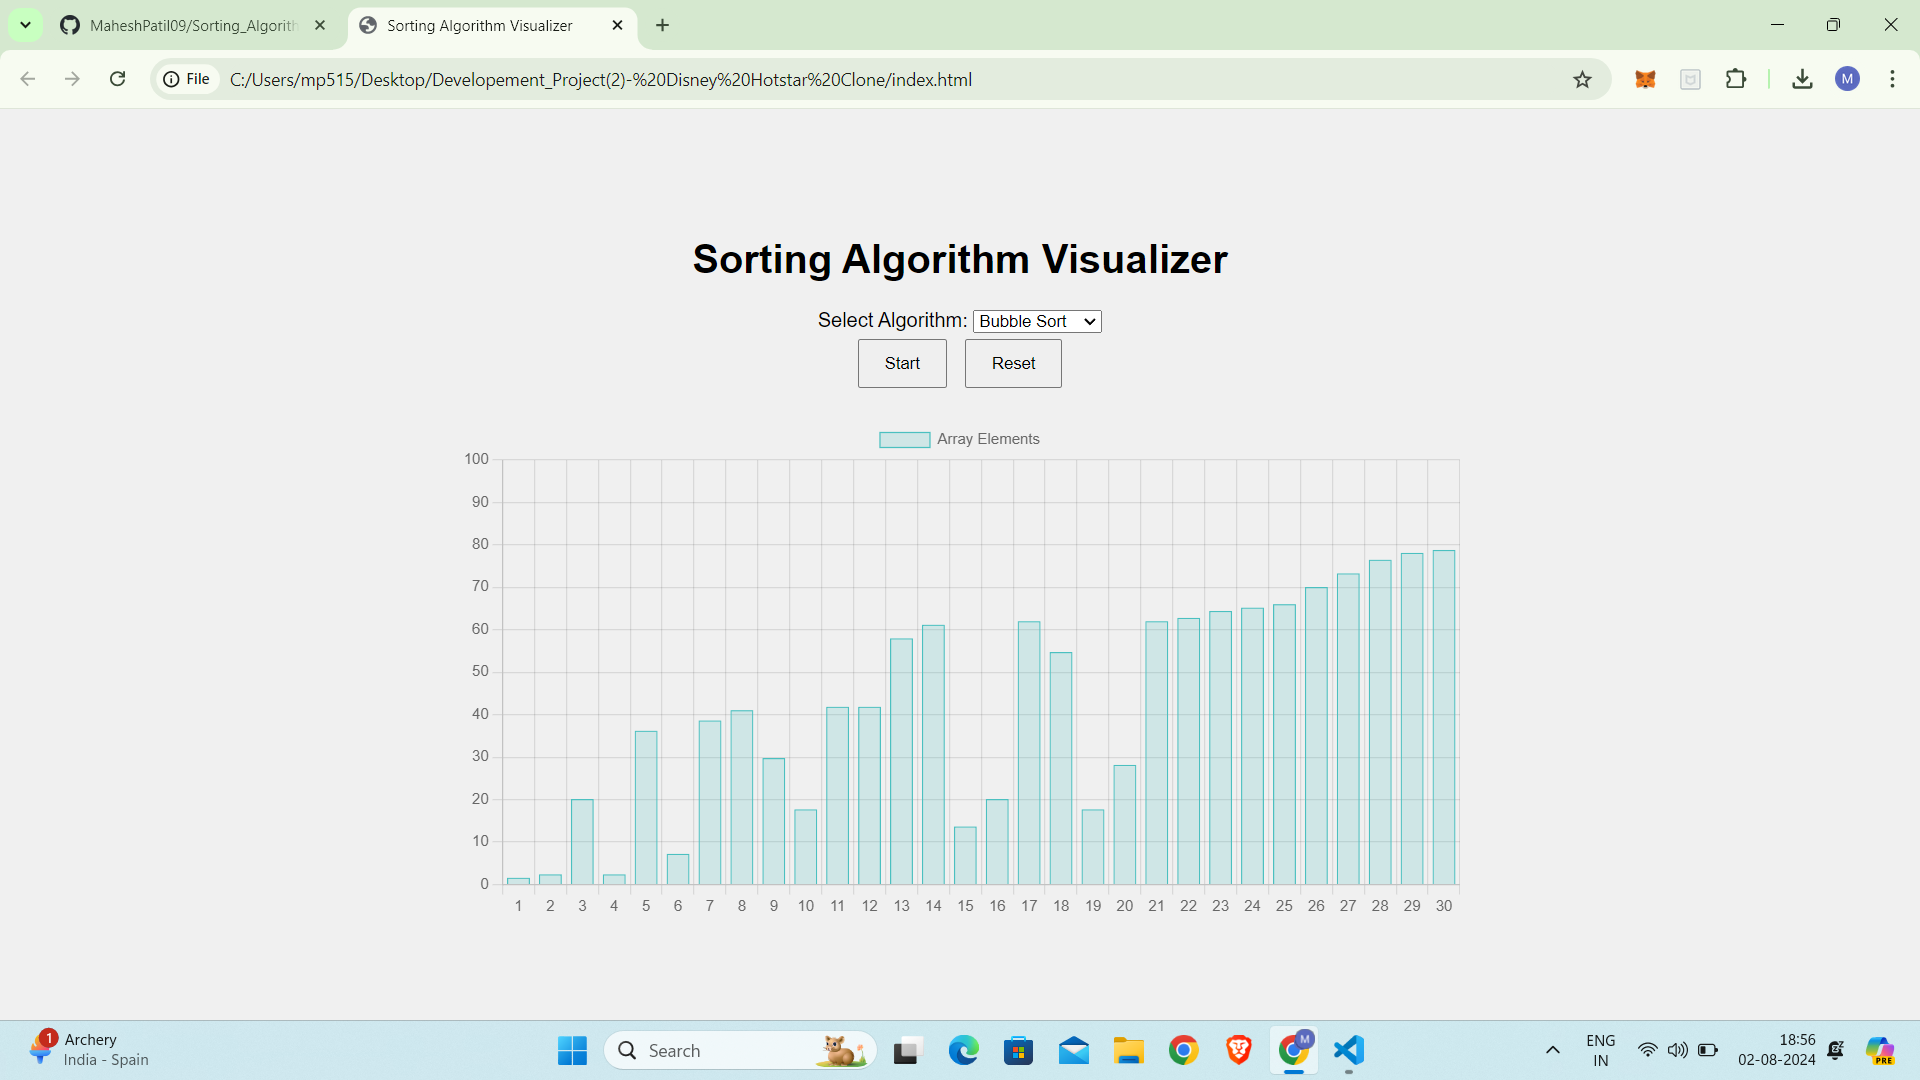 MaheshPatil09/Sorting_Algorith
Sorting Algorithm Visualizer
File
C:/Users/mp515/Desktop/Developement_Project(2)-%20Disney%20Hotstar%20Clone/index.html
M
Sorting Algorithm Visualizer
Select Algorithm: Bubble Sort
Start Reset
Array Elements
100
90
80
70
60
50
40
30
20
10
0
1 2 3 4 5 6 7 8 9 10 11 12 13 14 15 16 17 18 19 20 21 22 23 24 25 26 27 28 29 30
1
Archery
India - Spain
Search
M
ENG
IN
18:56
02-08-2024
PRE